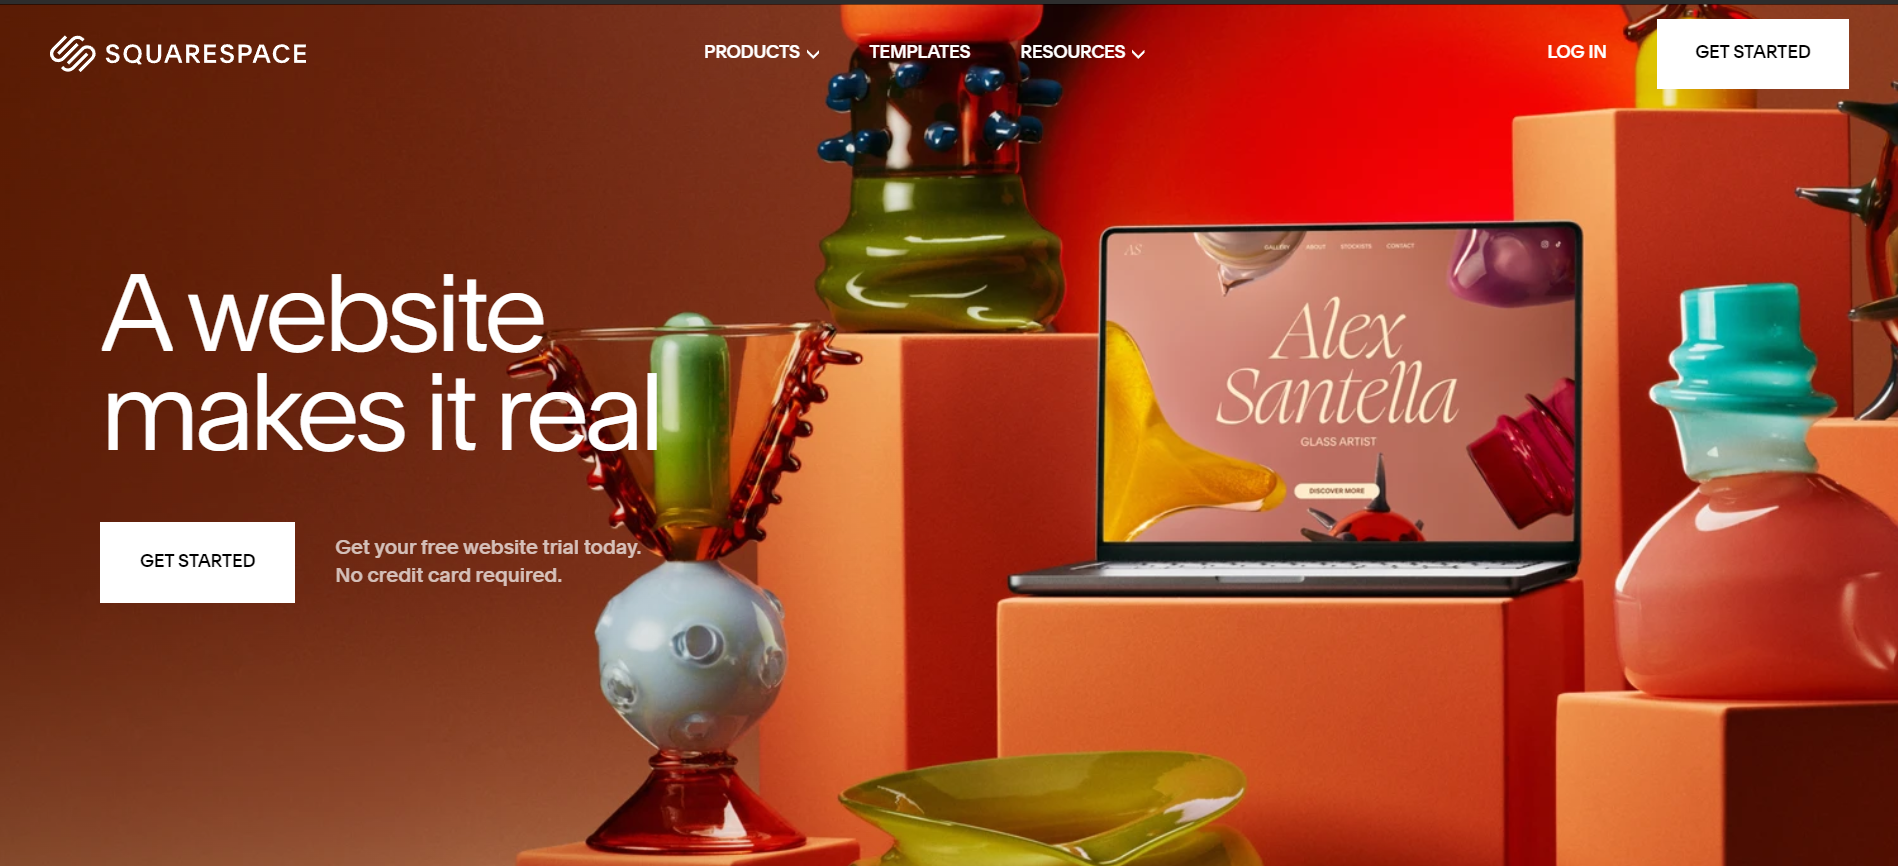 SQUARESPACE
PRODUCTS
TEMPLATES
RESOURCES
LOG IN
GET STARTED
A website
makes it real
GET STARTED
Get your free website trial today.
No credit card required.
AS
GALLERY
ABOUT
STOCKISTS
CONTACT
Alex
Santella
GLASS ARTIST
DISCOVER MORE